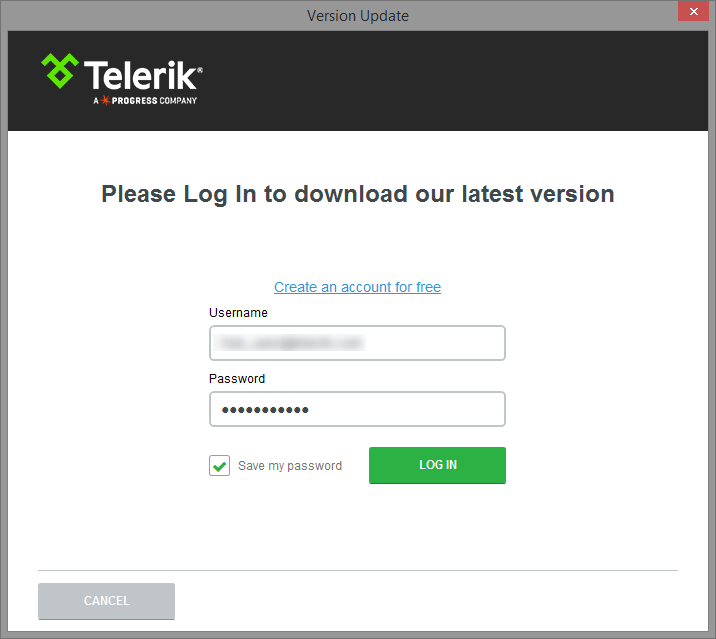 Version Update
Telerik®
A PROGRESS COMPANY
Please Log In to download our latest version
Create an account for free
Username
Password
•••••••••••
Save my password
LOG IN
CANCEL